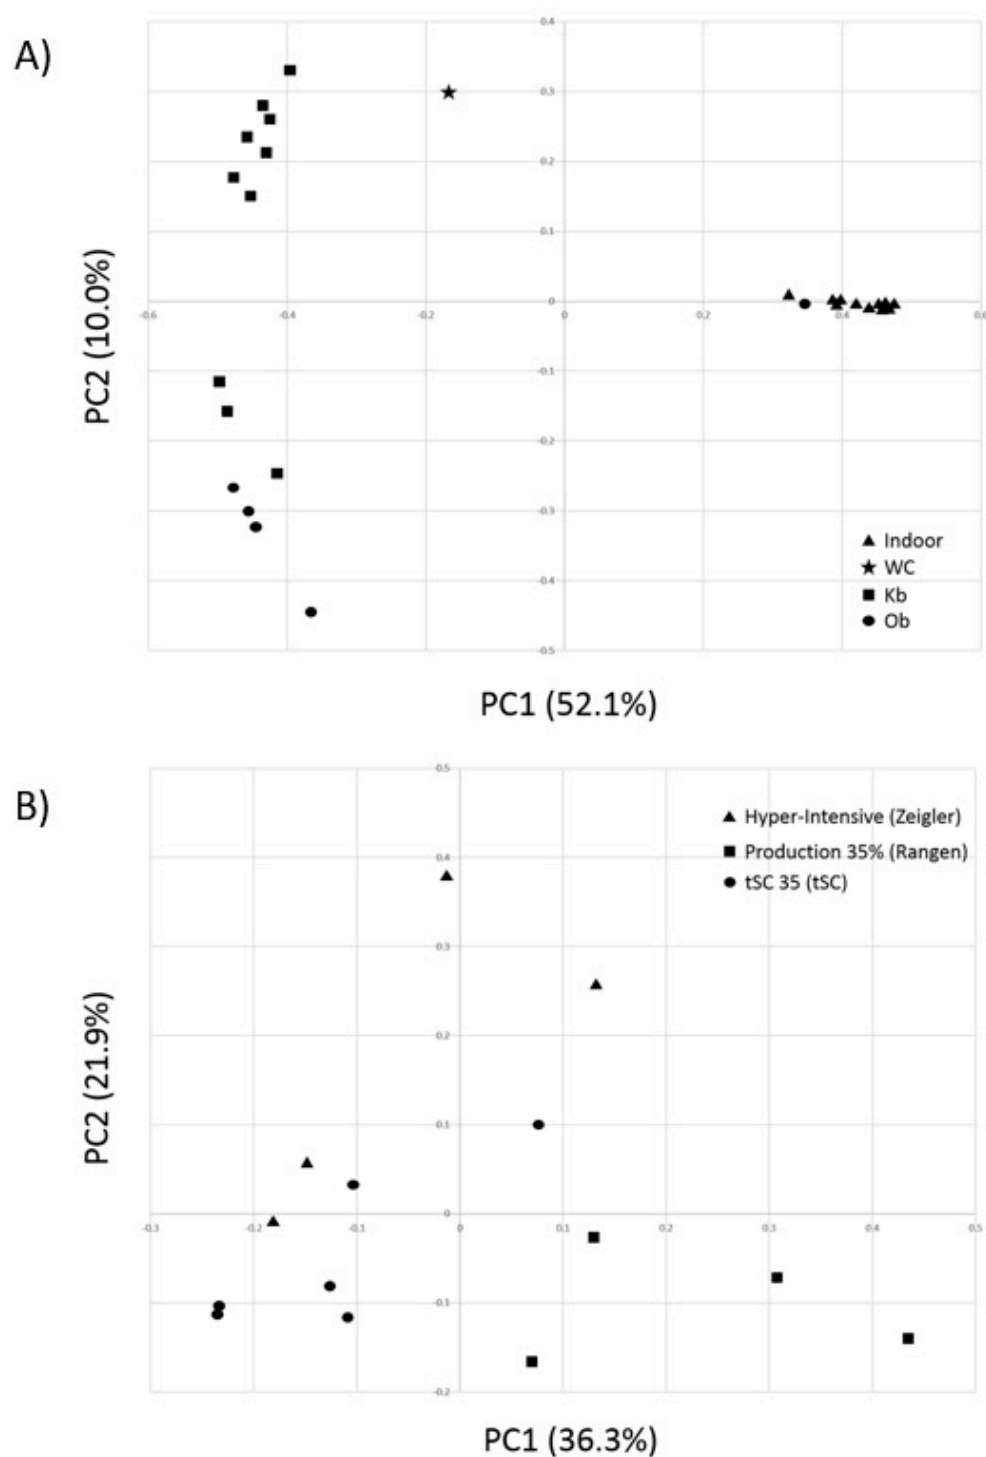 A)
0.4
0.3
0.2
0.1
0
-0.6
-0.4
-0.2
0
0.2
0.4
0.6
-0.1
-0.2
-0.3
-0.4
-0.5
PC2 (10.0%)
Indoor
WC
Kb
Ob
PC1 (52.1%)
B)
0.5
0.4
0.3
0.2
0.1
0
-0.3
-0.2
-0.1
0
0.1
0.2
0.3
0.4
0.5
-0.1
-0.2
PC2 (21.9%)
Hyper-Intensive (Zeigler)
Production 35% (Rangen)
tSC 35 (tSC)
PC1 (36.3%)